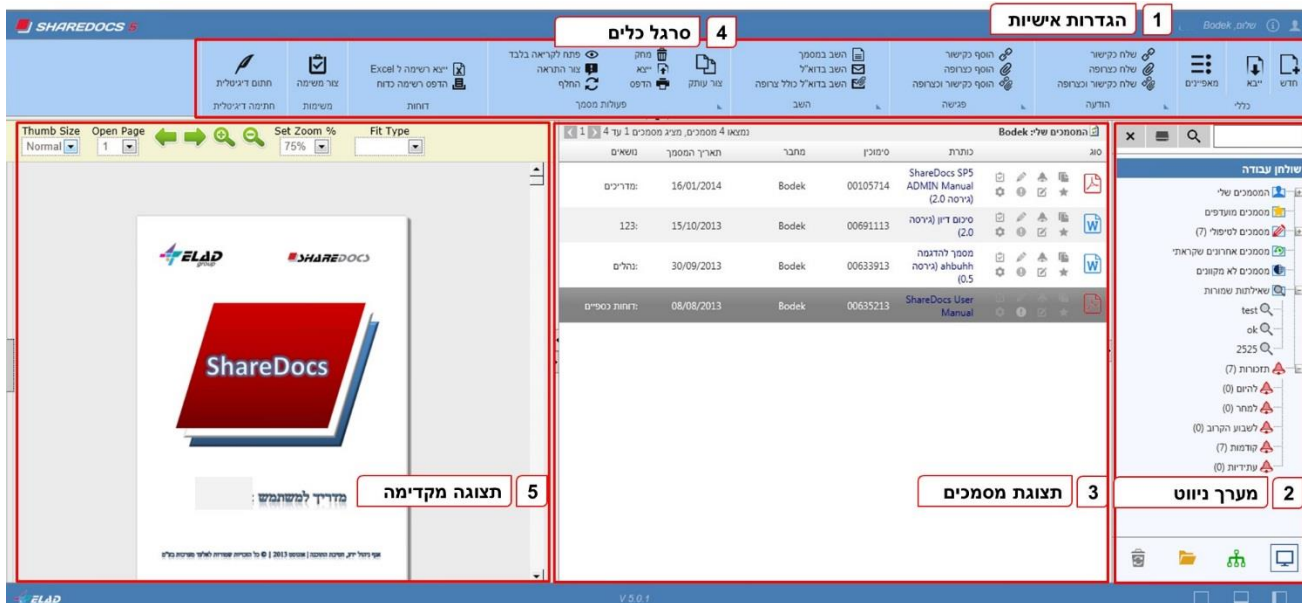 SHAREDOCS 5
1 הגדרות אישיות
שלום, Bodek
4 סרגל כלים
חדש
ייבא
מאפיינים
כללי
שלח כקישור
שלח כצרופה
שלח כקישור וכצרופה
הודעה
הוסף כקישור
הוסף כצרופה
הוסף כקישור וכצרופה
פגישה
השב במסמך
השב בדוא"ל
השב בדוא"ל כולל צרופה
השב
צור עותק
מחק
ייצא
הדפס
פתח לקריאה בלבד
צור התראה
החלף
פעולות מסמך
ייצא רשימה ל Excel
הדפס רשימה כדוח
דוחות
צור משימה
משימות
חתום דיגיטלית
חתימה דיגיטלית
שולחן עבודה
המסמכים שלי
מסמכים מועדפים
מסמכים לטיפולי (7)
מסמכים אחרונים שקראתי
מסמכים לא מקוונים
שאילתות שמורות
test
ok
2525
תזכורות (7)
להיום (0)
למחר (0)
לשבוע הקרוב (0)
קודמות (7)
עתידיות (0)
2 מערך ניווט
המסמכים שלי: Bodek
נמצאו 4 מסמכים, מציג מסמכים 1 עד 4 1
סוג כותרת סימוכין מחבר תאריך המסמך נושאים
ShareDocs SP5 ADMIN Manual (גירסה 2.0) 00105714 Bodek 16/01/2014 מדריכים:
סיכום דיון (גירסה 2.0) 00691113 Bodek 15/10/2013 123:
מסמך להדגמה ahbuhh (גירסה 0.5) 00633913 Bodek 30/09/2013 נהלים:
ShareDocs User Manual 00635213 Bodek 08/08/2013 דוחות כספיים:
3 תצוגת מסמכים
Thumb Size Open Page Set Zoom % Fit Type
Normal 1 75%
ELAD group
SHAREDOCS
ShareDocs
מדריך למשתמש :
5 תצוגה מקדימה
ELAD
V 5.0.1